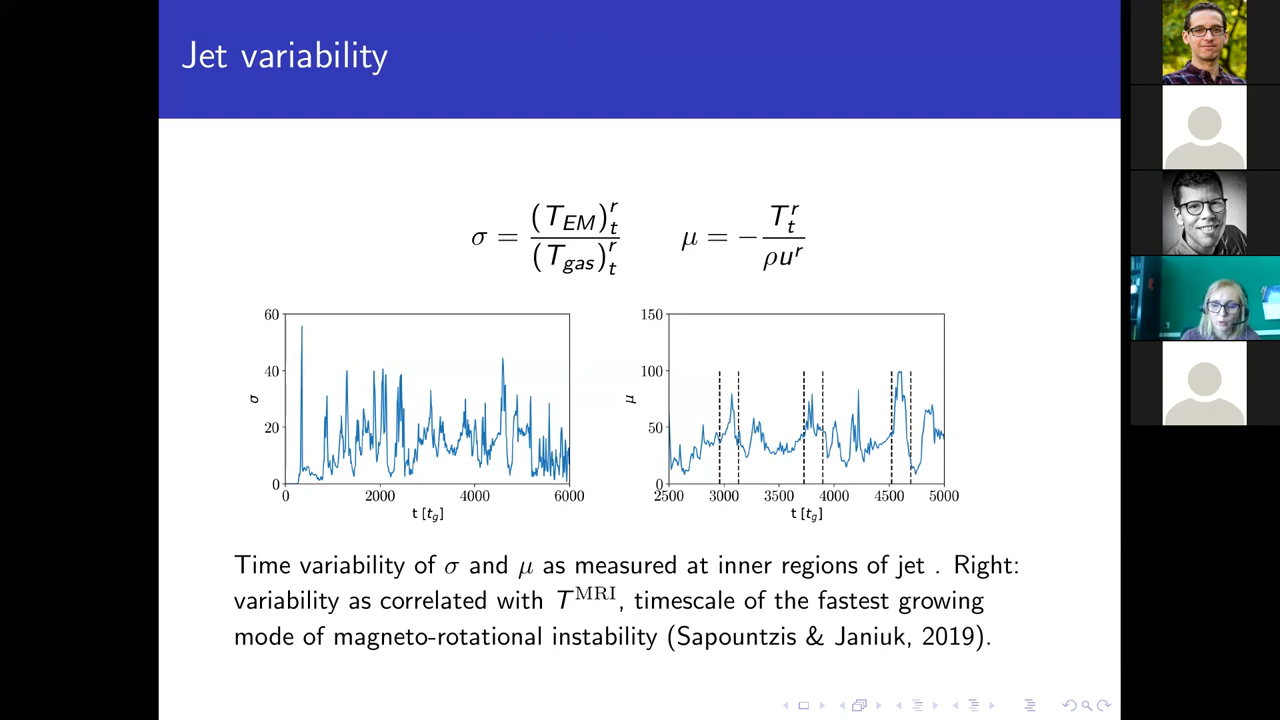 Jet variability
σ = (T_EM)^r_t / (T_gas)^r_t    μ = − T^r_t / ρu^r
60
40
20
0
σ
0 2000 4000 6000
t [t_g]
150
100
50
0
μ
2500 3000 3500 4000 4500 5000
t [t_g]
Time variability of σ and μ as measured at inner regions of jet . Right:
variability as correlated with T^MRI, timescale of the fastest growing
mode of magneto-rotational instability (Sapountzis & Janiuk, 2019).